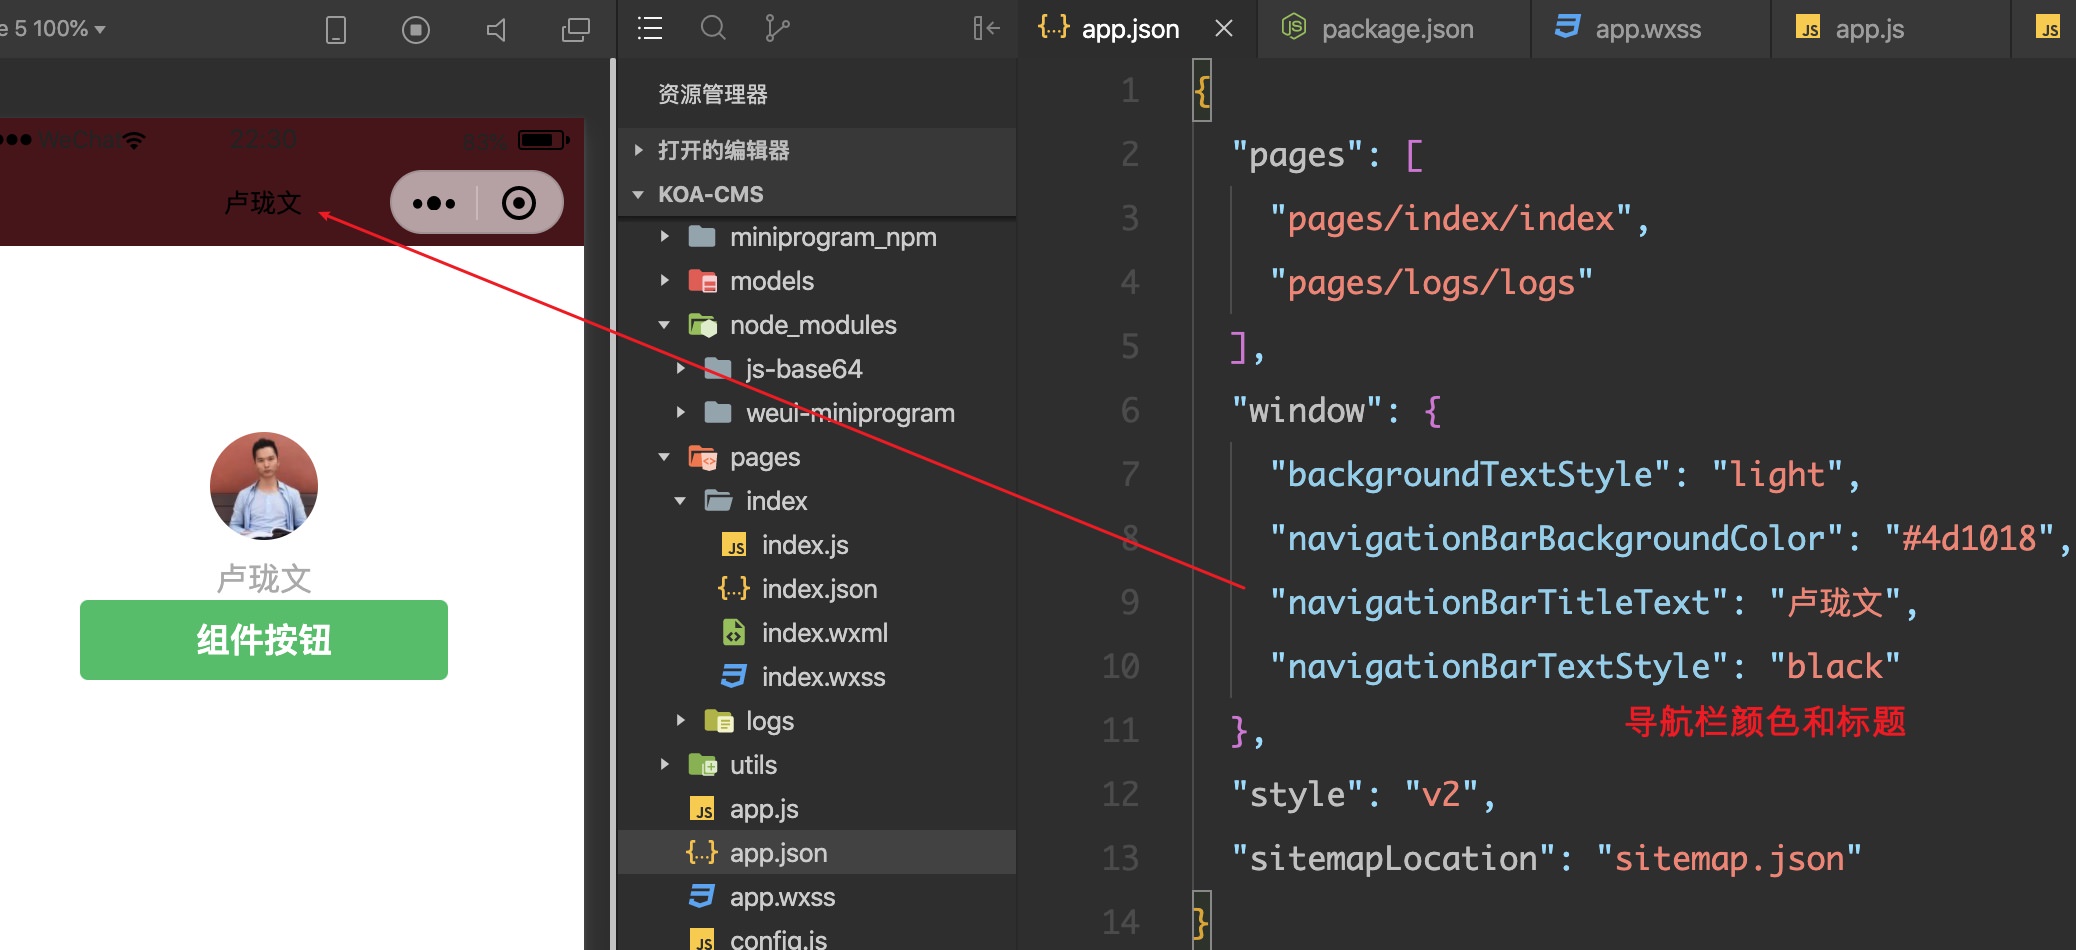 e 5 100%
app.json
package.json
app.wxss
app.js
WeChat
22:30
卢珑文
卢珑文
组件按钮
资源管理器
打开的编辑器
KOA-CMS
miniprogram_npm
models
node_modules
js-base64
weui-miniprogram
pages
index
index.js
index.json
index.wxml
index.wxss
logs
utils
app.js
app.json
app.wxss
config.js
1 {
2 "pages": [
3 "pages/index/index",
4 "pages/logs/logs"
5 ],
6 "window": {
7 "backgroundTextStyle": "light",
8 "navigationBarBackgroundColor": "#4d1018",
9 "navigationBarTitleText": "卢珑文",
10 "navigationBarTextStyle": "black"
导航栏颜色和标题
11 },
12 "style": "v2",
13 "sitemapLocation": "sitemap.json"
14 }